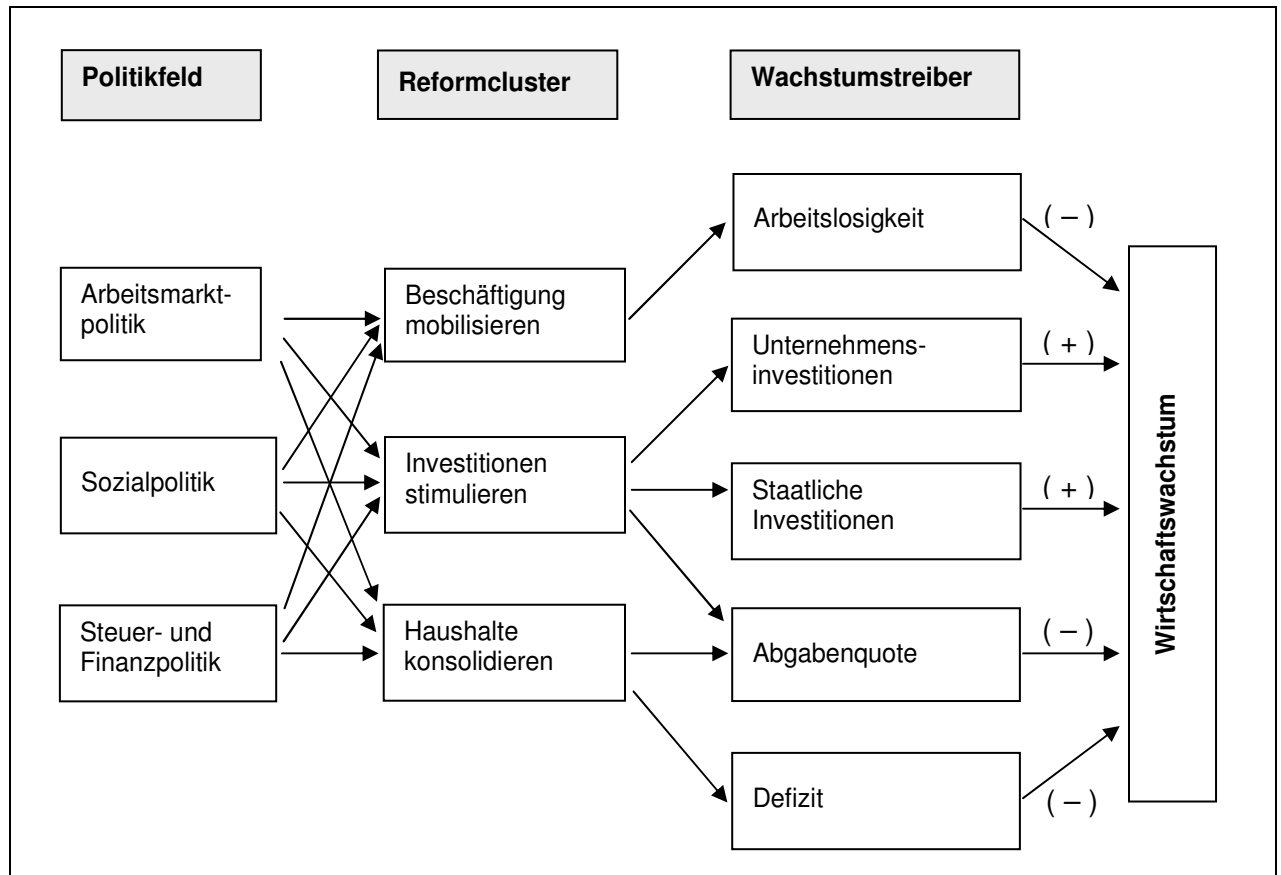 Politikfeld
Reformcluster
Wachstumstreiber
Arbeitsmarkt-
politik
Sozialpolitik
Steuer- und
Finanzpolitik
Beschäftigung
mobilisieren
Investitionen
stimulieren
Haushalte
konsolidieren
Arbeitslosigkeit
Unternehmens-
investitionen
Staatliche
Investitionen
Abgabenquote
Defizit
( − )
( + )
( + )
( − )
( − )
Wirtschaftswachstum